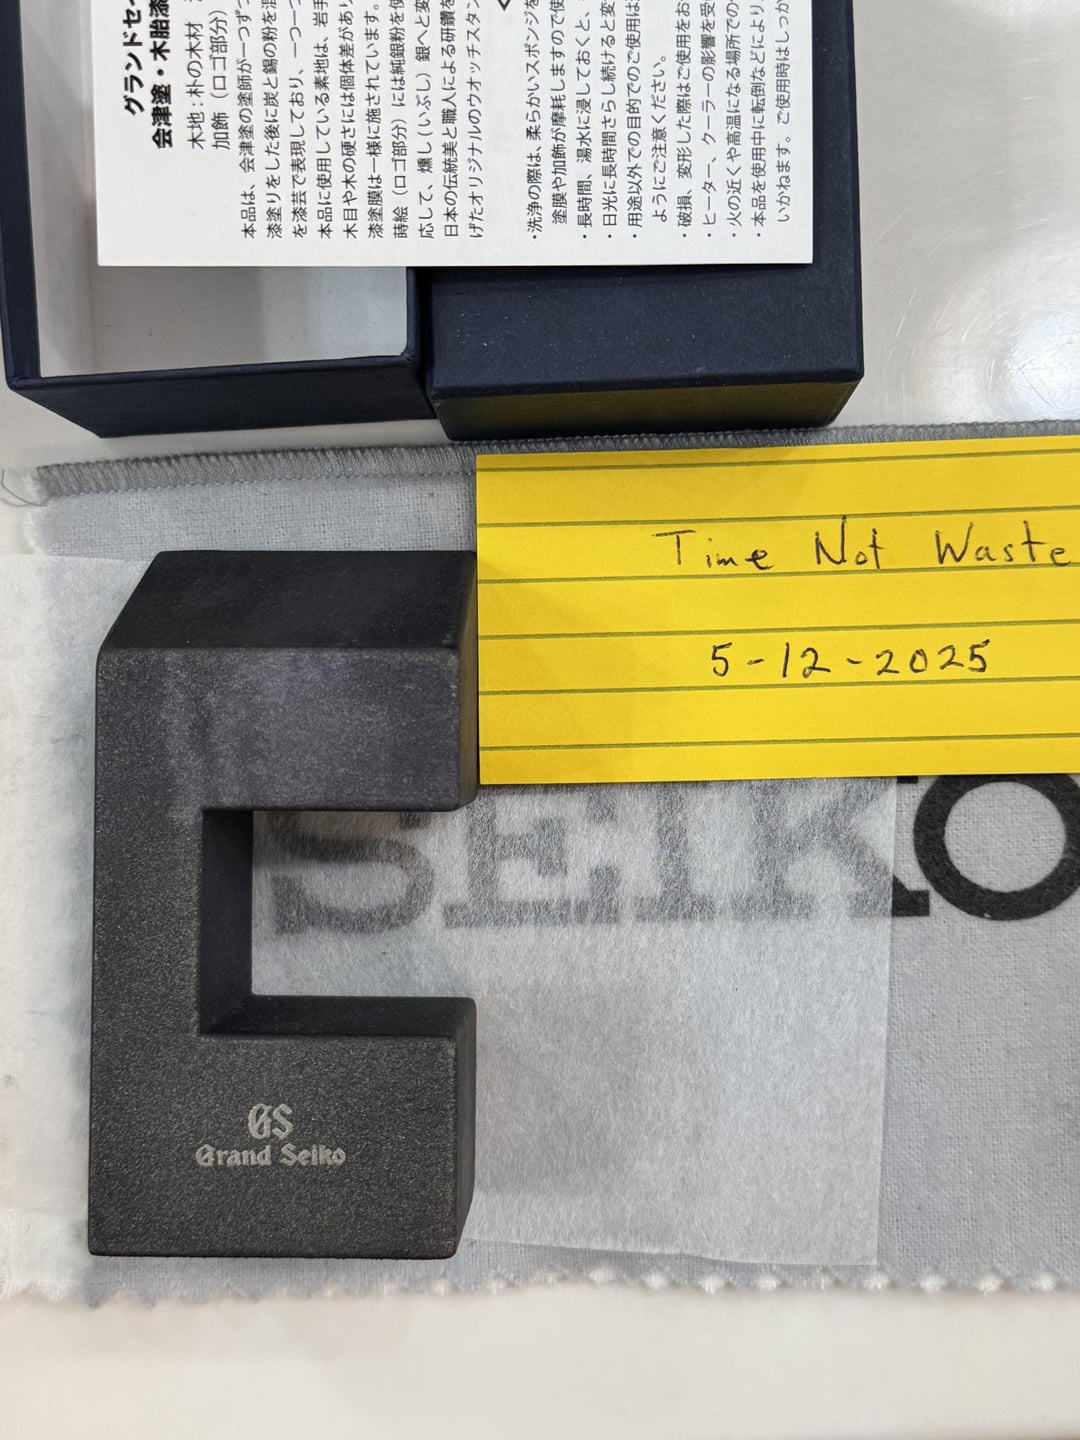 グランドセ
会津塗・木胎漆
木地：朴の木材
加飾（ロゴ部分）
本品は、会津塗の塗師が一つずつ
漆塗りをした後に炭と錫の粉を
を漆芸で表現しており、一つ一つ
本品に使用している素地は、岩手
木目や木の硬さには個体差があり
漆塗膜は一様に施されています。
蒔絵（ロゴ部分）には純銀粉を使
応して、燻し（いぶし）銀へと変
日本の伝統美と職人による研鑽を
げたオリジナルのウオッチスタン
・洗浄の際は、柔らかいスポンジを
塗膜や加飾が摩耗しますので使
・長時間、湯水に浸しておくと、
・日光に長時間さらし続けると変
・用途以外での目的でのご使用は
ようにご注意ください。
・破損、変形した際はご使用をお
・ヒーター、クーラーの影響を受
・火の近くや高温になる場所での
・本品を使用中に転倒などにより
いかねます。ご使用時はしっか
Time Not Waste
5-12-2025
SEIKO
GS
Grand Seiko